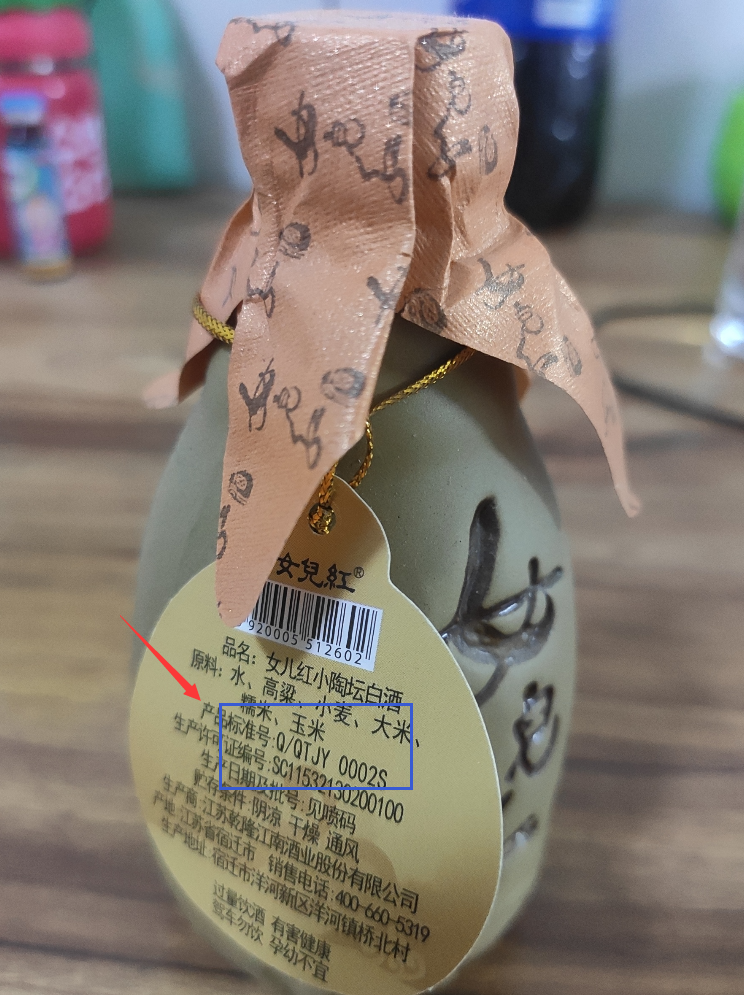 女兒紅®
920005 512602
品名：女儿红小陶坛白酒
原料：水、高粱、小麦、大米、
糯米、玉米
产品标准号:Q/QTJY 0002S
生产许可证编号:SC11532130200100
生产日期及批号:见喷码
贮存条件:阴凉 干燥 通风
生产商:江苏乾隆江南酒业股份有限公司
产地:江苏省宿迁市 销售电话:400-660-5319
生产地址:宿迁市洋河新区洋河镇桥北村
过量饮酒 有害健康
驾车勿饮 孕幼不宜
女兒